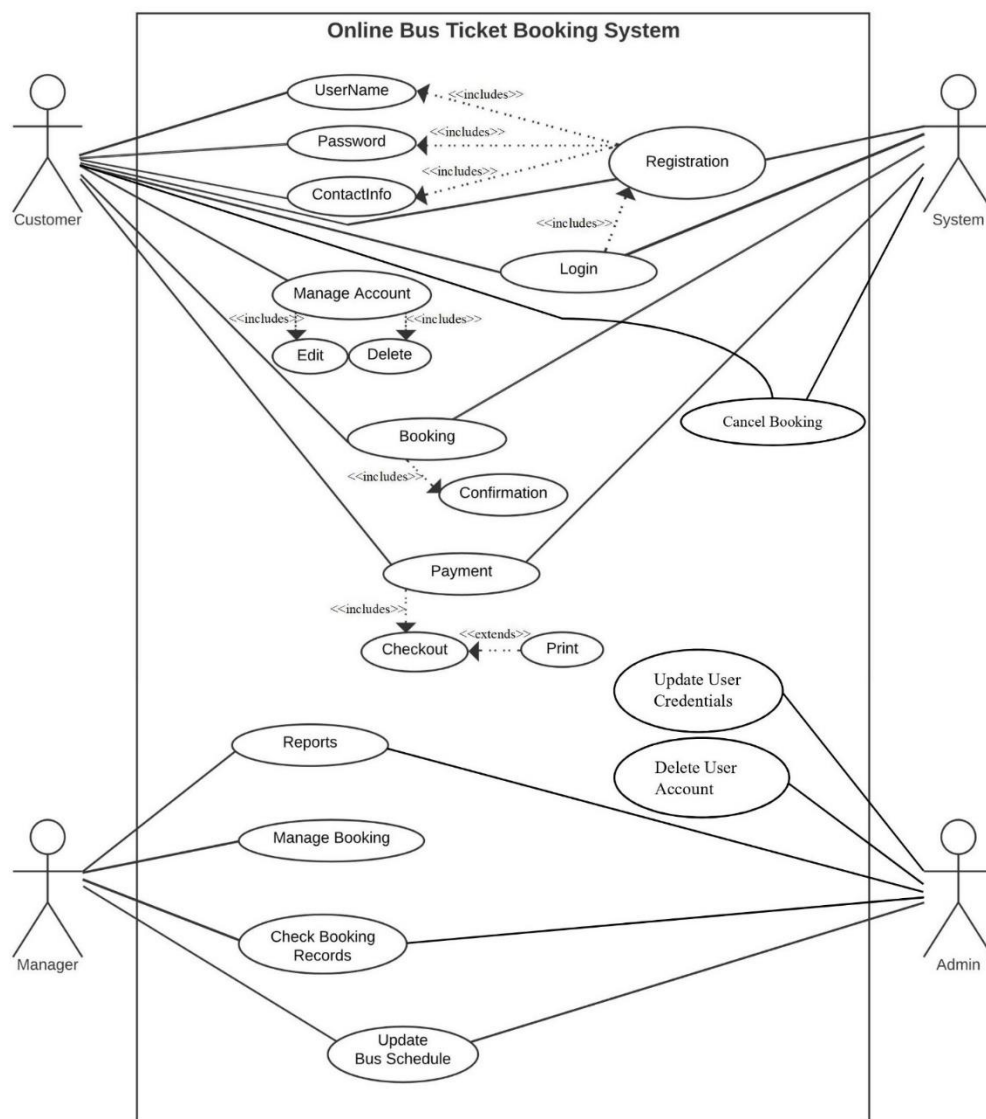 Online Bus Ticket Booking System
UserName
<<includes>>
Password
<<includes>>
Registration
<<includes>>
ContactInfo
Customer
System
<<includes>>
Login
Manage Account
<<includes>>
<<includes>>
Edit
Delete
Cancel Booking
Booking
<<includes>>
Confirmation
Payment
<<includes>>
<<extends>>
Checkout
Print
Update User
Credentials
Reports
Delete User
Account
Manage Booking
Check Booking
Records
Manager
Admin
Update
Bus Schedule